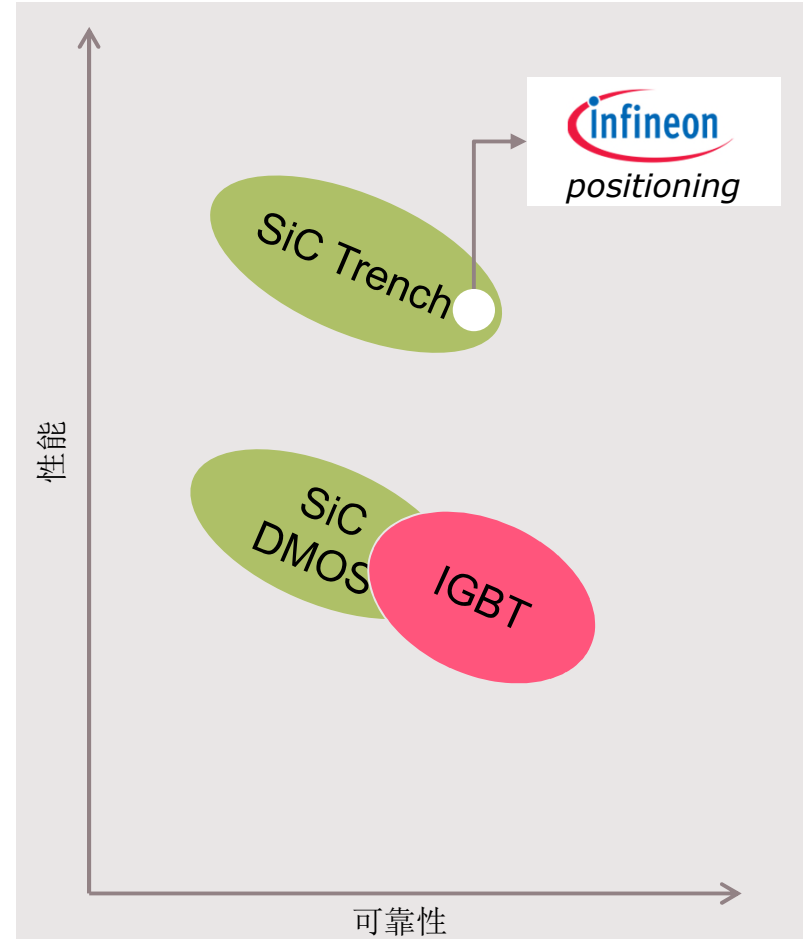 infineon
positioning
SiC Trench
性能
SiC
DMOS
IGBT
可靠性